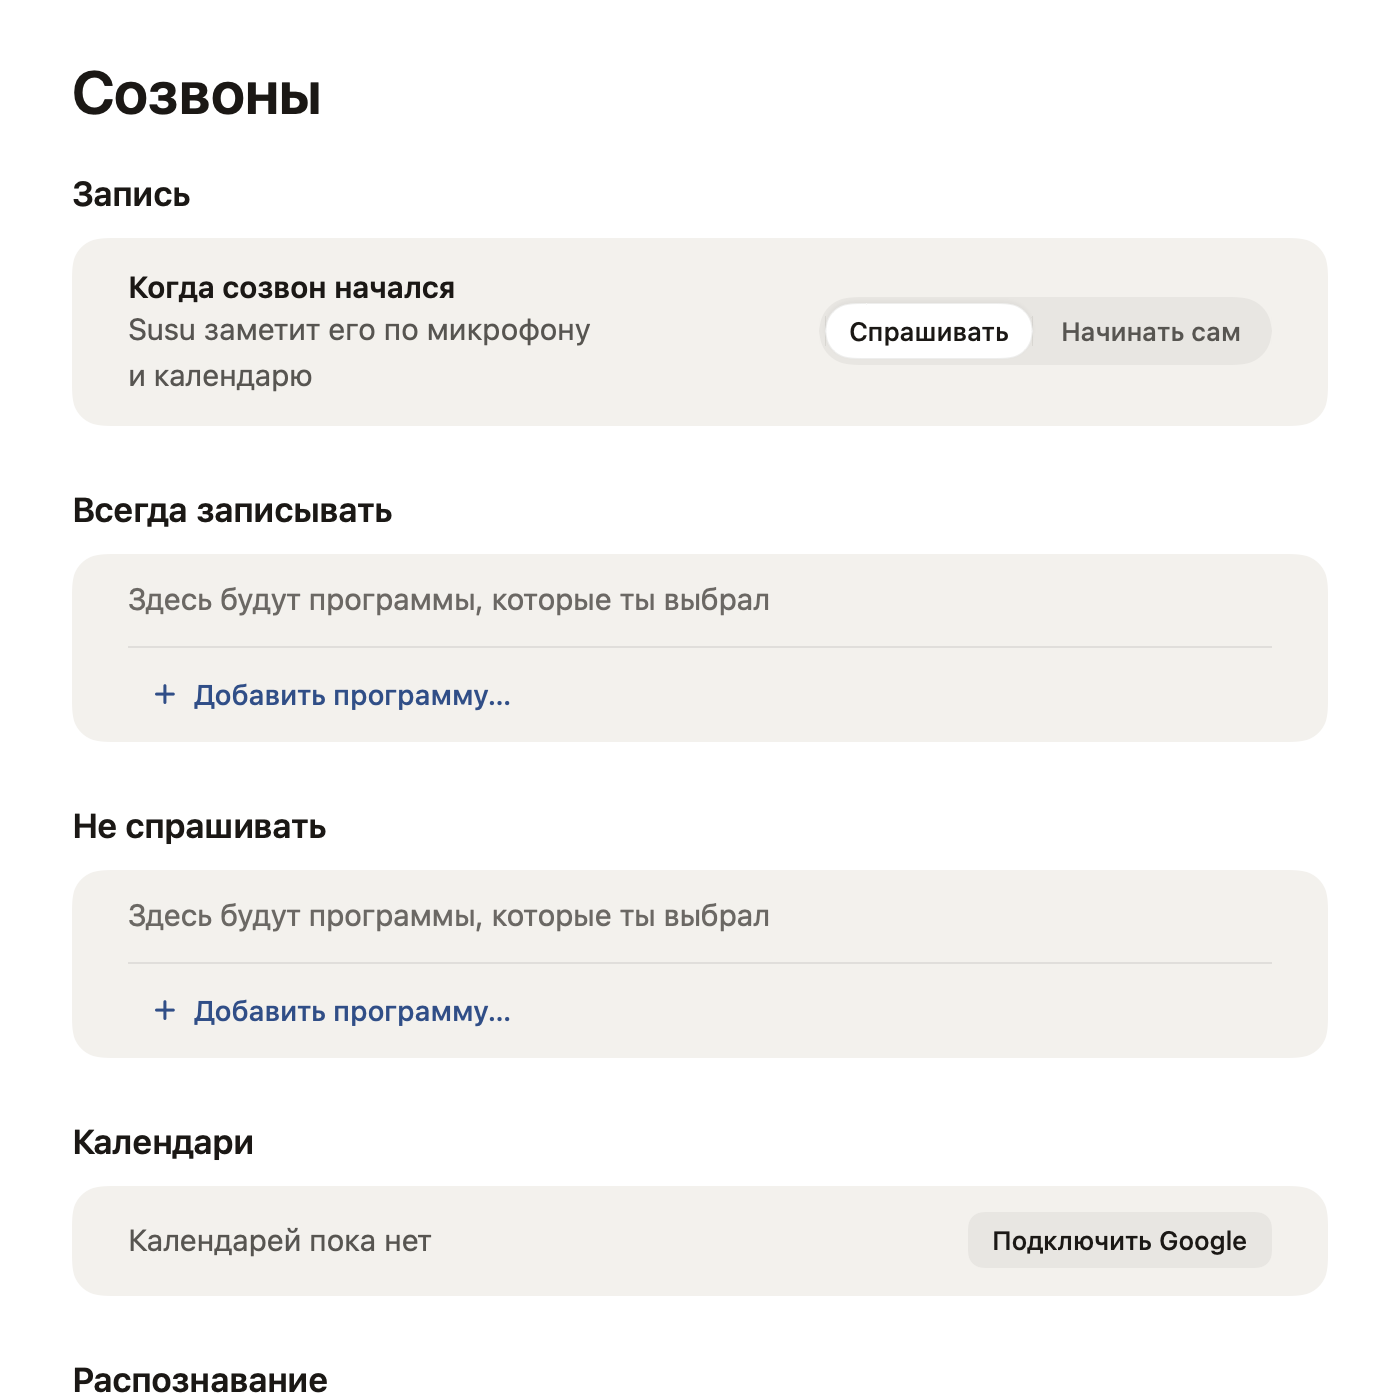 Созвоны
Запись
Когда созвон начался
Susu заметит его по микрофону
и календарю
Спрашивать
Начинать сам
Всегда записывать
Здесь будут программы, которые ты выбрал
+ Добавить программу...
Не спрашивать
Здесь будут программы, которые ты выбрал
+ Добавить программу...
Календари
Календарей пока нет
Подключить Google
Распознавание